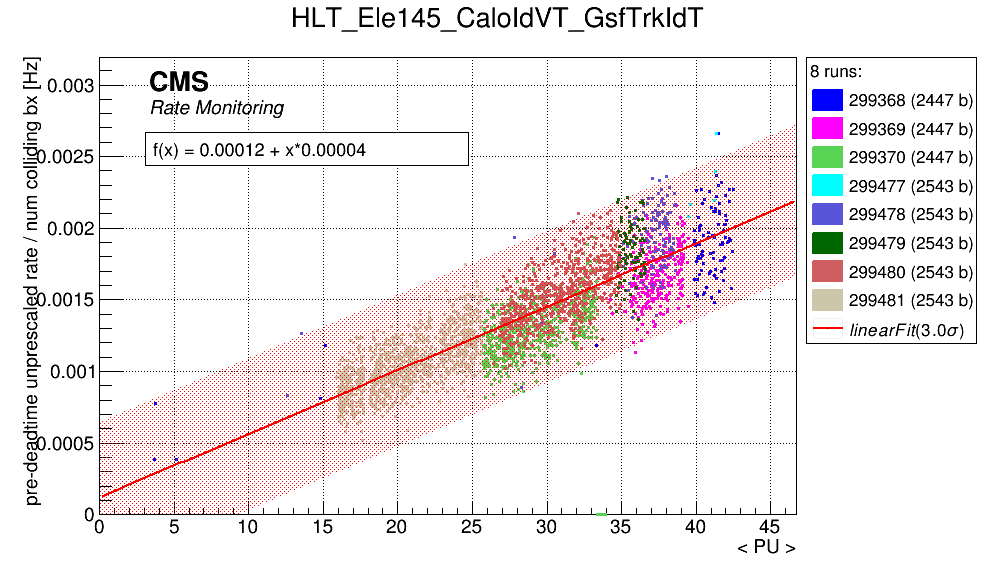 HLT_Ele145_CaloIdVT_GsfTrkIdT
pre-deadtime unprescaled rate / num colliding bx [Hz]
CMS
Rate Monitoring
f(x) = 0.00012 + x*0.00004
0.003
0.0025
0.002
0.0015
0.001
0.0005
0
0 5 10 15 20 25 30 35 40 45
< PU >
8 runs:
299368 (2447 b)
299369 (2447 b)
299370 (2447 b)
299477 (2543 b)
299478 (2543 b)
299479 (2543 b)
299480 (2543 b)
299481 (2543 b)
linearFit(3.0σ)